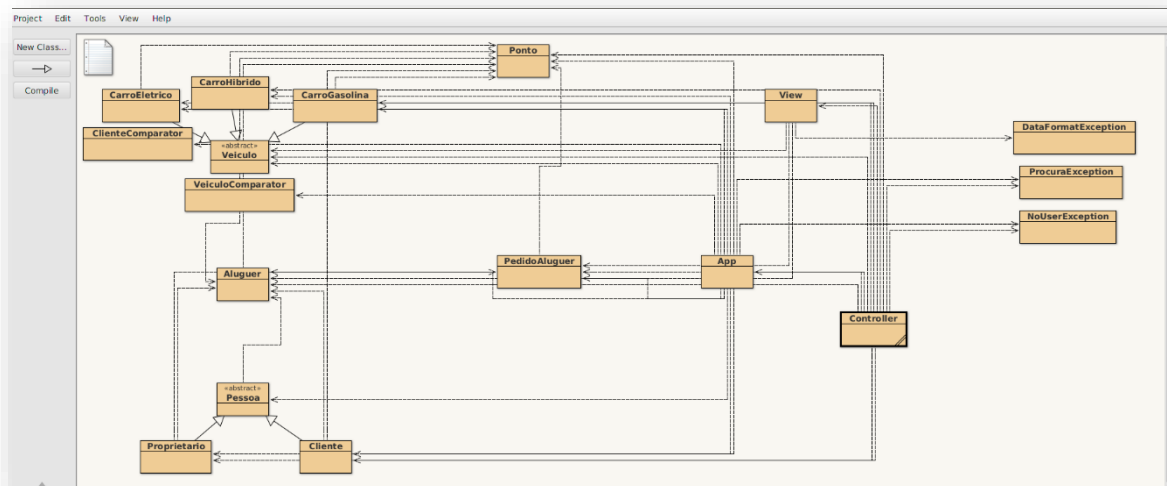 Project Edit Tools View Help
New Class...
Compile
Ponto
CarroHibrido
CarroEletrico
CarroGasolina
View
ClienteComparator
DataFormatException
«abstract»
Veiculo
ProcuraException
VeiculoComparator
NoUserException
PedidoAluguer
App
Aluguer
Controller
«abstract»
Pessoa
Proprietario
Cliente